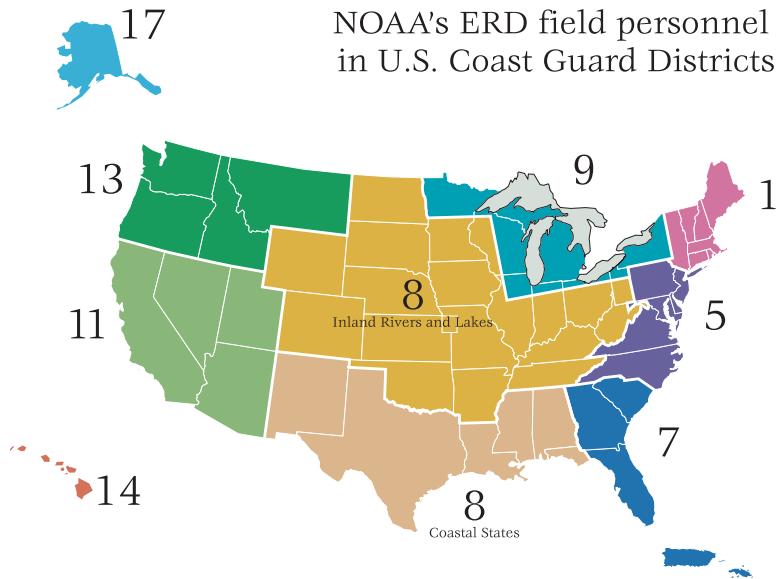 NOAA's ERD field personnel
in U.S. Coast Guard Districts
17
9
13
1
8
Inland Rivers and Lakes
5
11
7
14
8
Coastal States